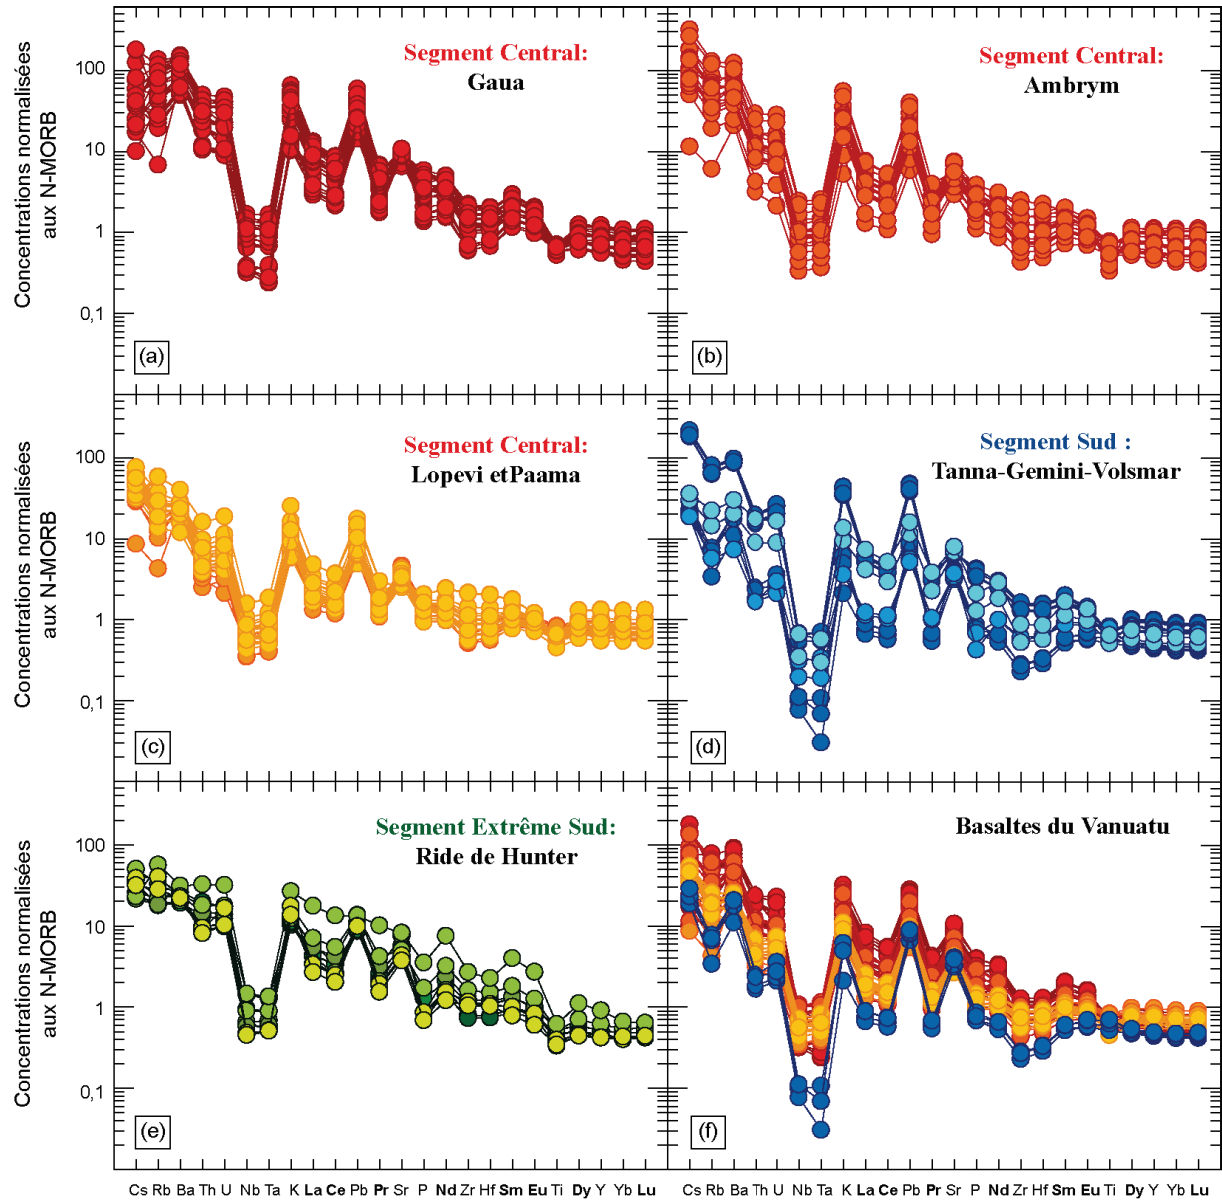 Concentrations normalisées
aux N-MORB
100
10
1
0,1
Segment Central:
Gaua
(a)
Segment Central:
Ambrym
(b)
Concentrations normalisées
aux N-MORB
100
10
1
0,1
Segment Central:
Lopevi etPaama
(c)
Segment Sud :
Tanna-Gemini-Volsmar
(d)
Concentrations normalisées
aux N-MORB
100
10
1
0,1
Segment Extrême Sud:
Ride de Hunter
(e)
Basaltes du Vanuatu
(f)
Cs Rb Ba Th U Nb Ta K La Ce Pb Pr Sr P Nd Zr Hf Sm Eu Ti Dy Y Yb Lu
Cs Rb Ba Th U Nb Ta K La Ce Pb Pr Sr P Nd Zr Hf Sm Eu Ti Dy Y Yb Lu